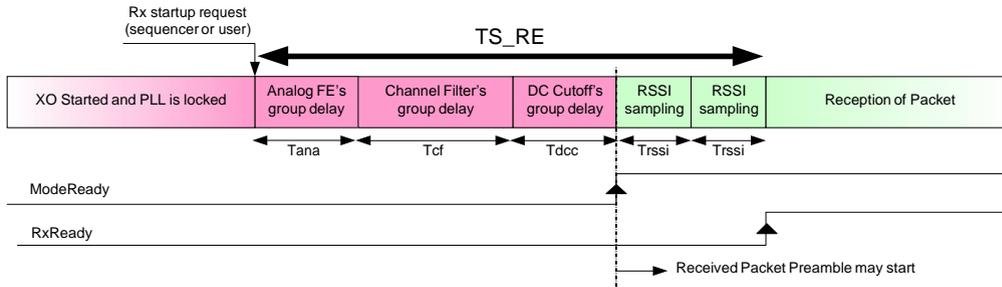 Rx startup request
(sequencer or user)
TS_RE
XO Started and PLL is locked
Analog FE's
group delay
Channel Filter's
group delay
DC Cutoff's
group delay
RSSI
sampling
RSSI
sampling
Reception of Packet
Tana
Tcf
Tdcc
Trssi
Trssi
ModeReady
RxReady
Received Packet Preamble may start